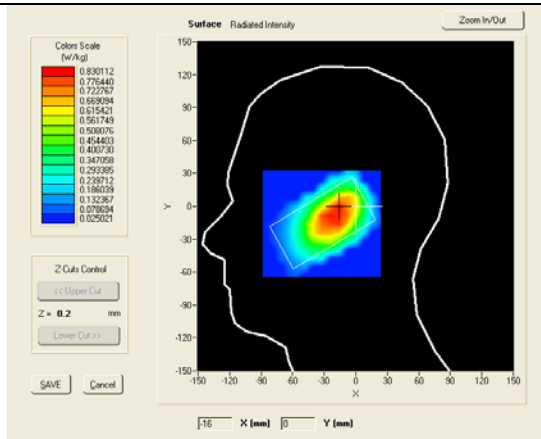 Surface Radiated Intensity
Zoom In/Out
Colors Scale
(W/kg)
0.830112
0.776440
0.722767
0.669094
0.615421
0.561749
0.508076
0.454403
0.400730
0.347058
0.293385
0.239712
0.186039
0.132367
0.078694
0.025021
Z-Cuts Control
<< Upper Cut
Z = 0.2 mm
Lower Cut >>
SAVE Cancel
150-
120-
90-
60-
30-
0-
-30-
-60-
-90-
-120-
-150-
Y
-150 -120 -90 -60 -30 0 30 60 90 120 150
X
-16 X (mm) 0 Y (mm)